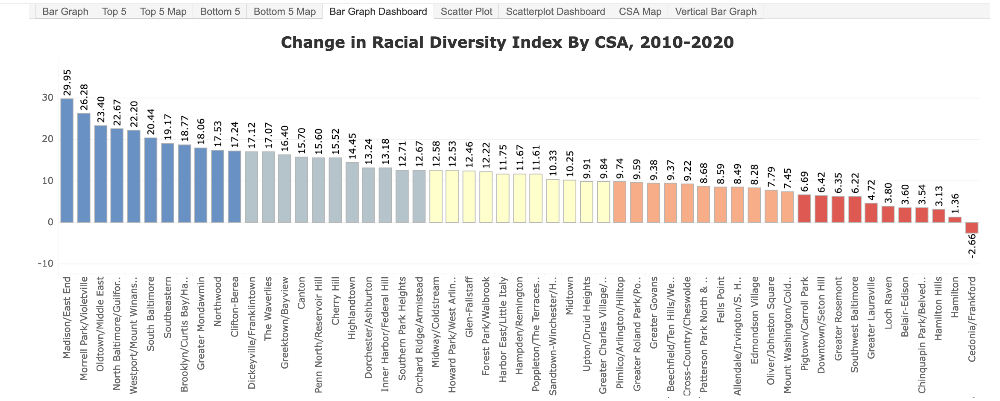 Bar Graph Top 5 Top 5 Map Bottom 5 Bottom 5 Map Bar Graph Dashboard Scatter Plot Scatterplot Dashboard CSA Map Vertical Bar Graph
Change in Racial Diversity Index By CSA, 2010-2020
30
20
10
0
-10
29.95
26.28
23.40
22.67
22.20
20.44
19.17
18.77
18.06
17.53
17.24
17.12
17.07
16.40
15.70
15.60
15.52
14.45
13.24
13.18
12.71
12.67
12.58
12.53
12.46
12.22
11.75
11.67
11.61
10.33
10.25
9.91
9.84
9.74
9.59
9.38
9.37
9.22
8.68
8.59
8.49
8.28
7.79
7.45
6.69
6.42
6.35
6.22
4.72
3.80
3.60
3.54
3.13
1.36
-2.66
Madison/East End
Morrell Park/Violetville
Oldtown/Middle East
North Baltimore/Guilfor..
Westport/Mount Winans..
South Baltimore
Southeastern
Brooklyn/Curtis Bay/Ha..
Greater Mondawmin
Northwood
Clifton-Berea
Dickeyville/Franklintown
The Waverlies
Greektown/Bayview
Canton
Penn North/Reservoir Hill
Cherry Hill
Highlandtown
Dorchester/Ashburton
Inner Harbor/Federal Hill
Southern Park Heights
Orchard Ridge/Armistead
Midway/Coldstream
Howard Park/West Arlin..
Glen-Fallstaff
Forest Park/Walbrook
Harbor East/Little Italy
Hampden/Remington
Poppleton/The Terraces..
Sandtown-Winchester/H..
Midtown
Upton/Druid Heights
Greater Charles Village/..
Pimlico/Arlington/Hilltop
Greater Roland Park/Po..
Greater Govans
Beechfield/Ten Hills/We..
Cross-Country/Cheswolde
Patterson Park North & ..
Fells Point
Allendale/Irvington/S. H..
Edmondson Village
Oliver/Johnston Square
Mount Washington/Cold..
Pigtown/Carroll Park
Downtown/Seton Hill
Greater Rosemont
Southwest Baltimore
Greater Lauraville
Loch Raven
Belair-Edison
Chinquapin Park/Belved..
Hamilton Hills
Hamilton
Cedonia/Frankford